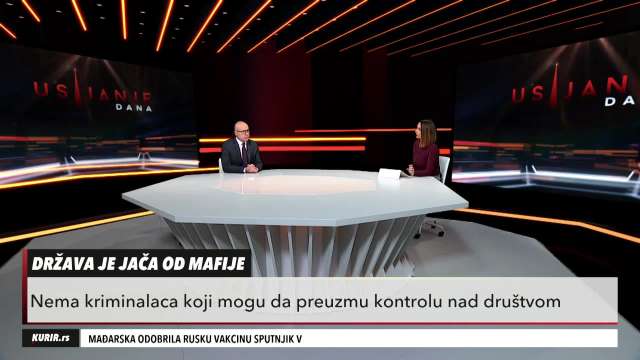 USIJANJE
DANA
USIJANJE
DANA
DRŽAVA JE JAČA OD MAFIJE
Nema kriminalaca koji mogu da preuzmu kontrolu nad društvom
KURIR.rs MAĐARSKA ODOBRILA RUSKU VAKCINU SPUTNJIK V